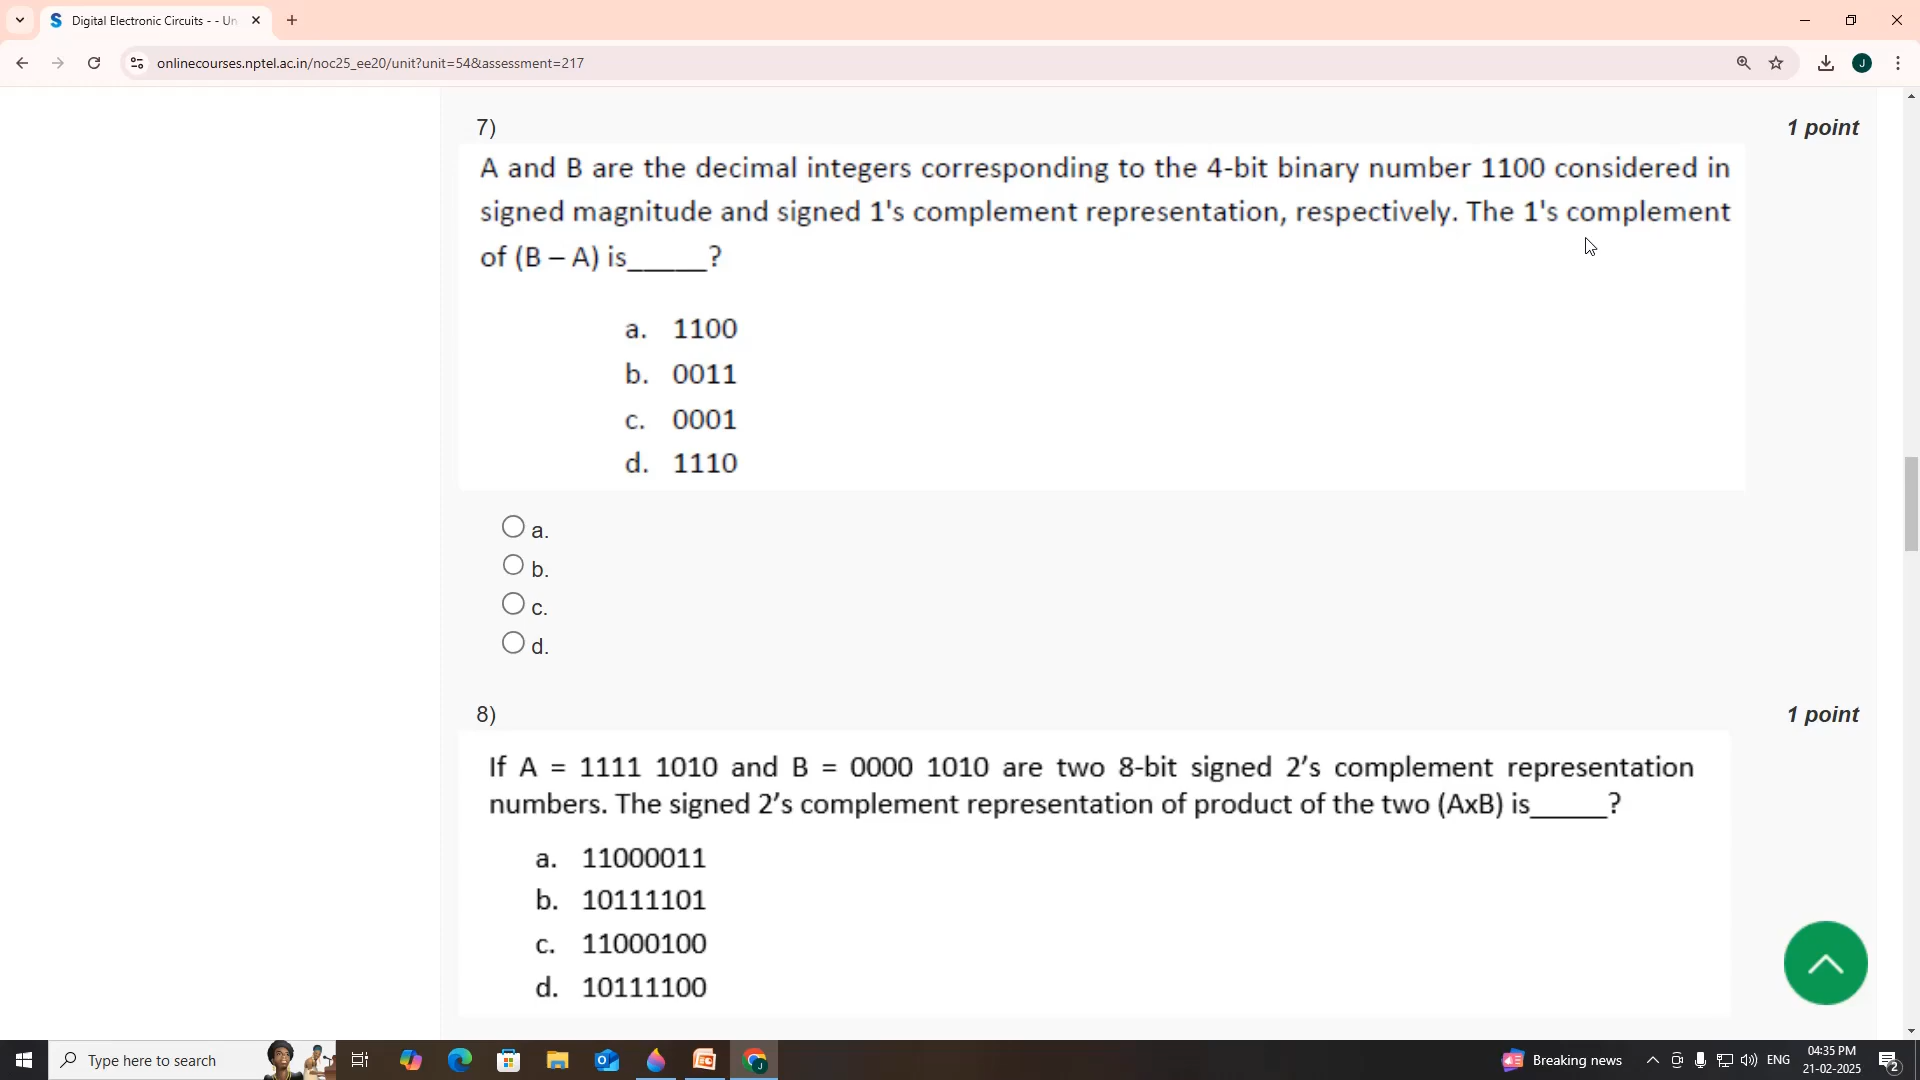 Digital Electronic Circuits - - Un
onlinecourses.nptel.ac.in/noc25_ee20/unit?unit=54&assessment=217
J
7)
1 point
A and B are the decimal integers corresponding to the 4-bit binary number 1100 considered in
signed magnitude and signed 1's complement representation, respectively. The 1's complement
of (B – A) is_____?
a. 1100
b. 0011
c. 0001
d. 1110
a.
b.
c.
d.
8)
1 point
If A = 1111 1010 and B = 0000 1010 are two 8-bit signed 2’s complement representation
numbers. The signed 2’s complement representation of product of the two (AxB) is_____?
a. 11000011
b. 10111101
c. 11000100
d. 10111100
Type here to search
Breaking news
ENG
04:35 PM
21-02-2025
2